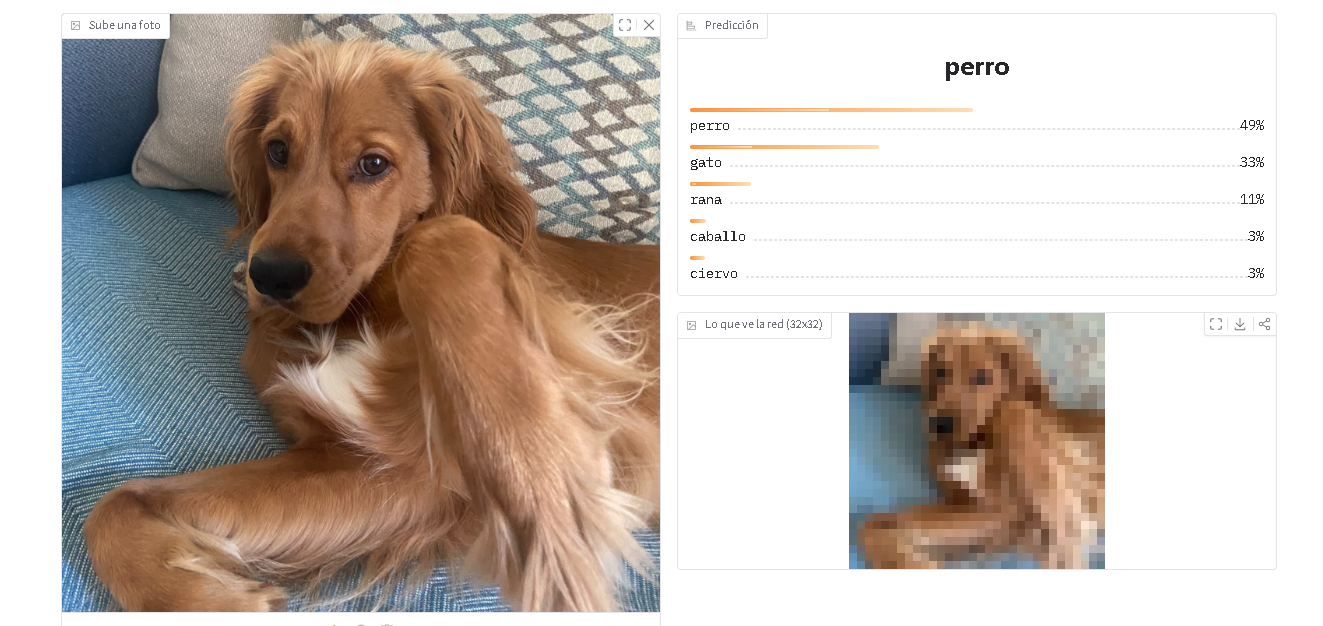 Sube una foto
Predicción
perro
perro 49%
gato 33%
rana 11%
caballo 3%
ciervo 3%
Lo que ve la red (32x32)